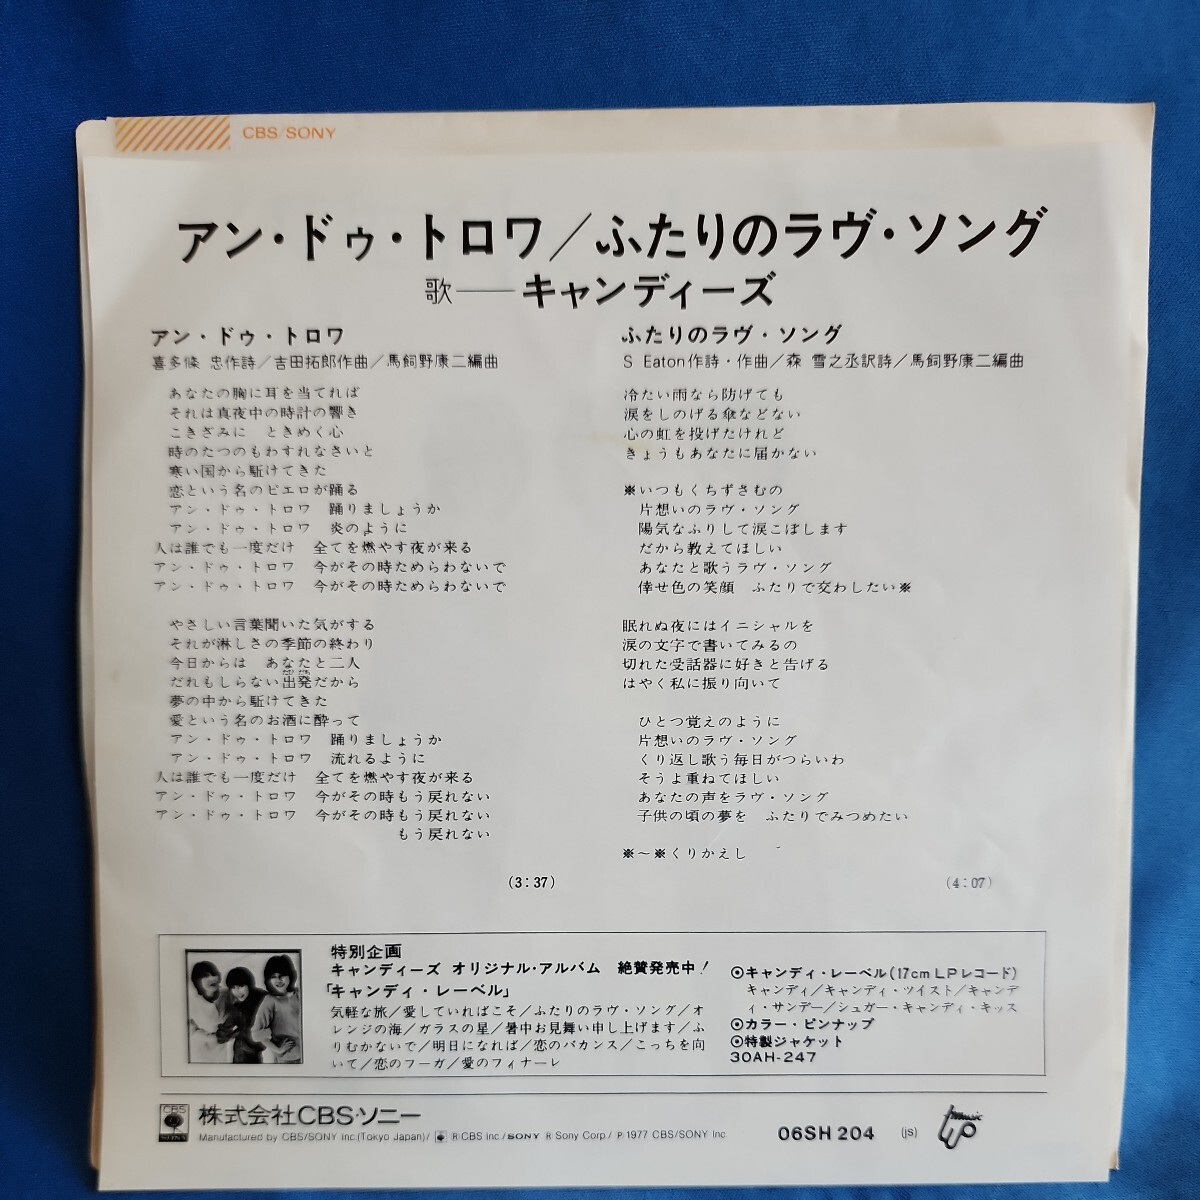 CBS/SONY
アン・ドゥ・トロワ／ふたりのラヴ・ソング
歌──キャンディーズ
アン・ドゥ・トロワ
喜多條 忠作詩／吉田拓郎作曲／馬飼野康二編曲
あなたの胸に耳を当てれば
それは真夜中の時計の響き
こきざみに　ときめく心
時のたつのもわすれなさいと
寒い国から駈けてきた
恋という名のピエロが踊る
アン・ドゥ・トロワ　踊りましょうか
アン・ドゥ・トロワ　炎のように
人は誰でも一度だけ　全てを燃やす夜が来る
アン・ドゥ・トロワ　今がその時ためらわないで
アン・ドゥ・トロワ　今がその時ためらわないで
やさしい言葉聞いた気がする
それが淋しさの季節の終わり
今日からは　あなたと二人
だれもしらない出発だから
夢の中から駈けてきた
愛という名のお酒に酔って
アン・ドゥ・トロワ　踊りましょうか
アン・ドゥ・トロワ　流れるように
人は誰でも一度だけ　全てを燃やす夜が来る
アン・ドゥ・トロワ　今がその時もう戻れない
アン・ドゥ・トロワ　今がその時もう戻れない
もう戻れない
(3：37)
ふたりのラヴ・ソング
S Eaton作詩・作曲／森 雪之丞訳詩／馬飼野康二編曲
冷たい雨なら防げても
涙をしのげる傘などない
心の虹を投げたけれど
きょうもあなたに届かない
※いつもくちずさむの
片想いのラヴ・ソング
陽気なふりして涙こぼします
だから教えてほしい
あなたと歌うラヴ・ソング
倖せ色の笑顔　ふたりで交わしたい※
眠れぬ夜にはイニシャルを
涙の文字で書いてみるの
切れた受話器に好きと告げる
はやく私に振り向いて
ひとつ覚えのように
片想いのラヴ・ソング
くり返し歌う毎日がつらいわ
そうよ重ねてほしい
あなたの声をラヴ・ソング
子供の頃の夢を　ふたりでみつめたい
※～※くりかえし
(4：07)
特別企画
キャンディーズ オリジナル・アルバム　絶賛発売中！
「キャンディ・レーベル」
気軽な旅／愛していればこそ／ふたりのラヴ・ソング／オ
レンジの海／ガラスの星／暑中お見舞い申し上げます／ふ
りむかないで／明日になれば／恋のバカンス／こっちを向
いて／恋のフーガ／愛のフィナーレ
◉キャンディ・レーベル(17cm LPレコード)
キャンディ／キャンディ・ツイスト／キャンデ
ィ・サンデー／シュガー・キャンディ・キッス
◉カラー・ピンナップ
◉特製ジャケット
30AH-247
CBS
SONY
株式会社CBS・ソニー
Manufactured by CBS/SONY Inc.(Tokyo Japan)/ ® CBS Inc./SONY ® Sony Corp./ ℗ 1977 CBS/SONY Inc.
06SH 204
(js)
music